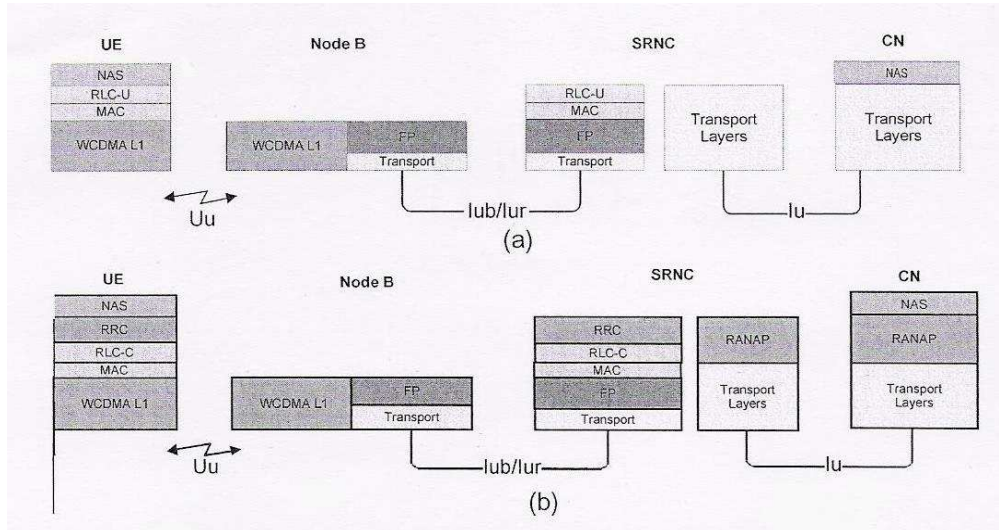 UE
Node B
SRNC
CN
NAS
RLC-U
MAC
WCDMA L1
WCDMA L1
FP
Transport
RLC-U
MAC
FP
Transport
Transport
Layers
NAS
Transport
Layers
Uu
Iub/Iur
Iu
(a)
UE
Node B
SRNC
CN
NAS
RRC
RLC-C
MAC
WCDMA L1
WCDMA L1
FP
Transport
RRC
RLC-C
MAC
FP
Transport
RANAP
Transport
Layers
NAS
RANAP
Transport
Layers
Uu
Iub/Iur
Iu
(b)